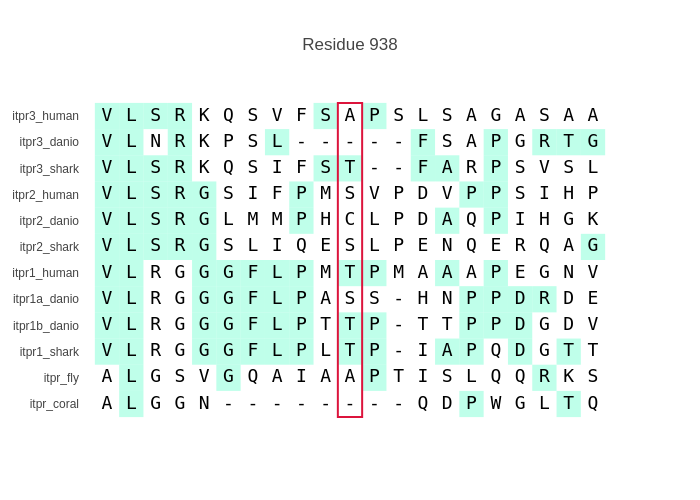 Residue 938
itpr3_human V L S R K Q S V F S A P S L S A G A S A A
itpr3_danio V L N R K P S L - - - - - F S A P G R T G
itpr3_shark V L S R K Q S I F S T - - F A R P S V S L
itpr2_human V L S R G S I F P M S V P D V P P S I H P
itpr2_danio V L S R G L M M P H C L P D A Q P I H G K
itpr2_shark V L S R G S L I Q E S L P E N Q E R Q A G
itpr1_human V L R G G G F L P M T P M A A A P E G N V
itpr1a_danio V L R G G G F L P A S S - H N P P D R D E
itpr1b_danio V L R G G G F L P T T P - T T P P D G D V
itpr1_shark V L R G G G F L P L T P - I A P Q D G T T
itpr_fly A L G S V G Q A I A A P T I S L Q Q R K S
itpr_coral A L G G N - - - - - - - - Q D P W G L T Q